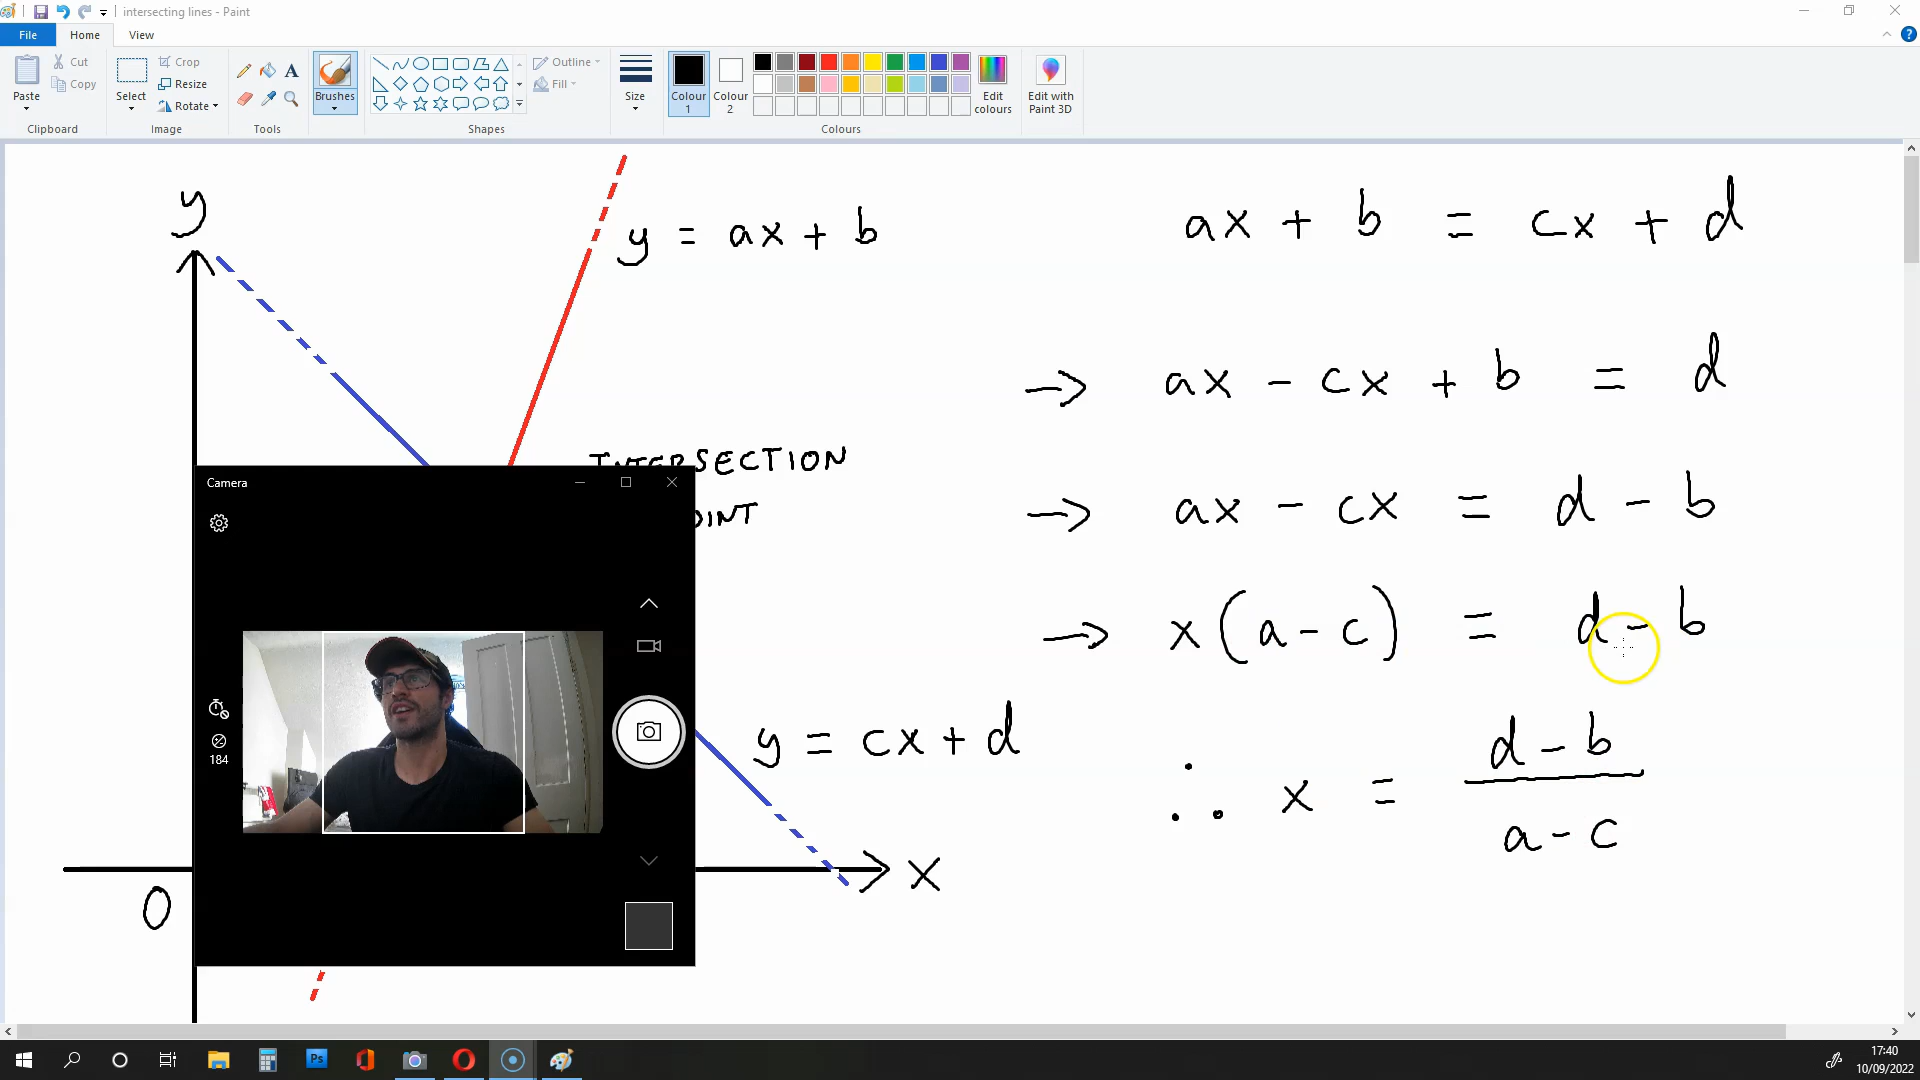 intersecting lines - Paint
File Home View
Paste Cut Copy Select Crop Resize Rotate Brushes Outline Fill Size Colour 1 Colour 2 Edit colours Edit with Paint 3D
Clipboard Image Tools Shapes Colours
y
y = ax + b
INTERSECTION
y = cx + d
x
0
ax + b = cx + d
→ ax - cx + b = d
→ ax - cx = d - b
→ x(a - c) = d - b
∴ x = d - b
a - c
Camera
184
Ps
17:40
10/09/2022